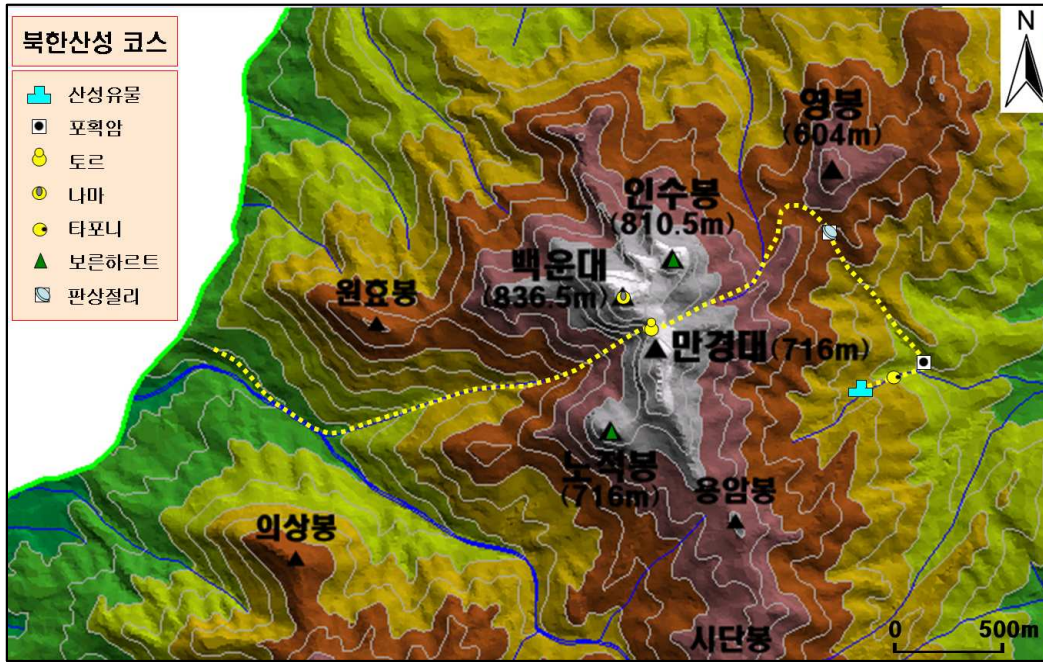 북한산성 코스
산성유물
포획암
토르
나마
타포니
보른하르트
판상절리
N
영봉
(604m)
인수봉
(810.5m)
백운대
(836.5m)
원효봉
만경대(716m)
노적봉
(716m)
용암봉
의상봉
시단봉
0 500m